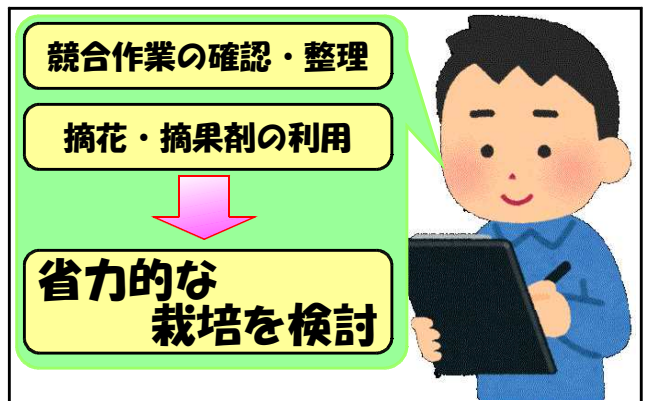 競合作業の確認・整理
摘花・摘果剤の利用
省力的な
栽培を検討